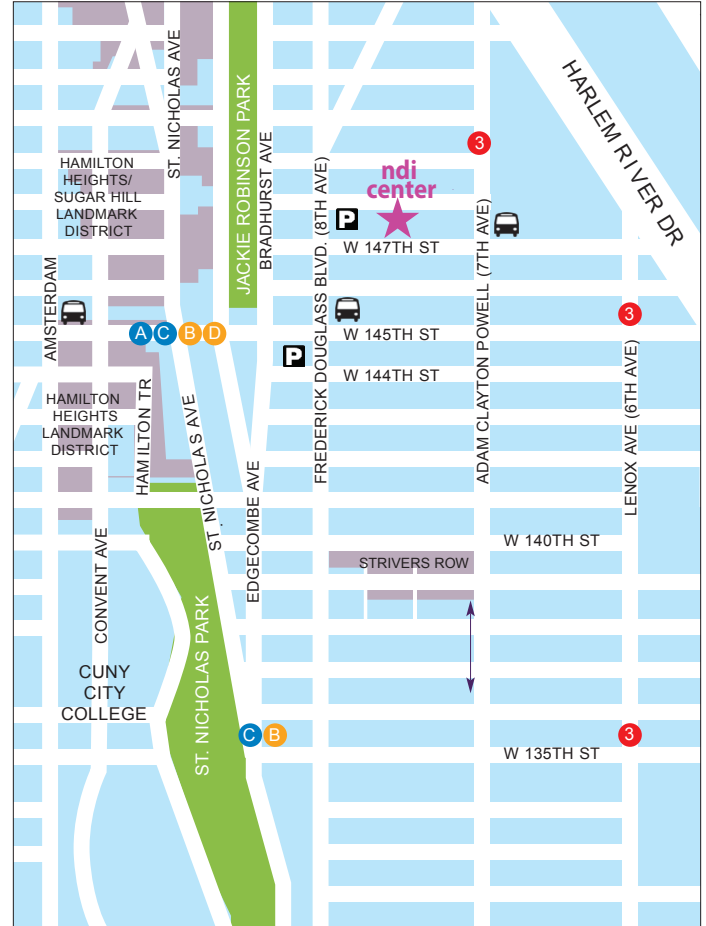 ST. NICHOLAS AVE
JACKIE ROBINSON PARK
BRADHURST AVE
HARLEM RIVER DR
3
HAMILTON
HEIGHTS/
SUGAR HILL
LANDMARK
DISTRICT
ndi
center
P
FREDERICK DOUGLASS BLVD. (8TH AVE)
ADAM CLAYTON POWELL (7TH AVE)
W 147TH ST
AMSTERDAM
3
A C B D
W 145TH ST
P
W 144TH ST
LENOX AVE (6TH AVE)
HAMILTON
HEIGHTS
LANDMARK
DISTRICT
HAMILTON TR
ST. NICHOLAS AVE
EDGECOMBE AVE
W 140TH ST
STRIVERS ROW
CONVENT AVE
ST. NICHOLAS PARK
CUNY
CITY
COLLEGE
C B
3
W 135TH ST